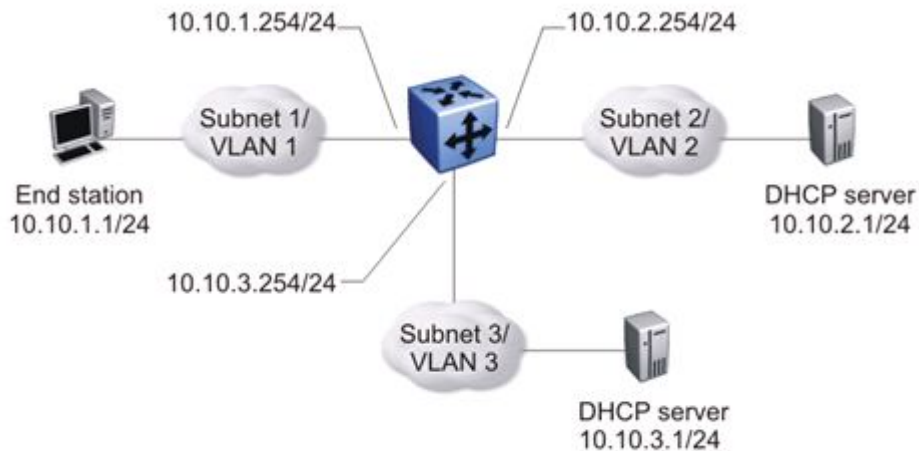 10.10.1.254/24
10.10.2.254/24
Subnet 1/
VLAN 1
Subnet 2/
VLAN 2
End station
10.10.1.1/24
DHCP server
10.10.2.1/24
10.10.3.254/24
Subnet 3/
VLAN 3
DHCP server
10.10.3.1/24